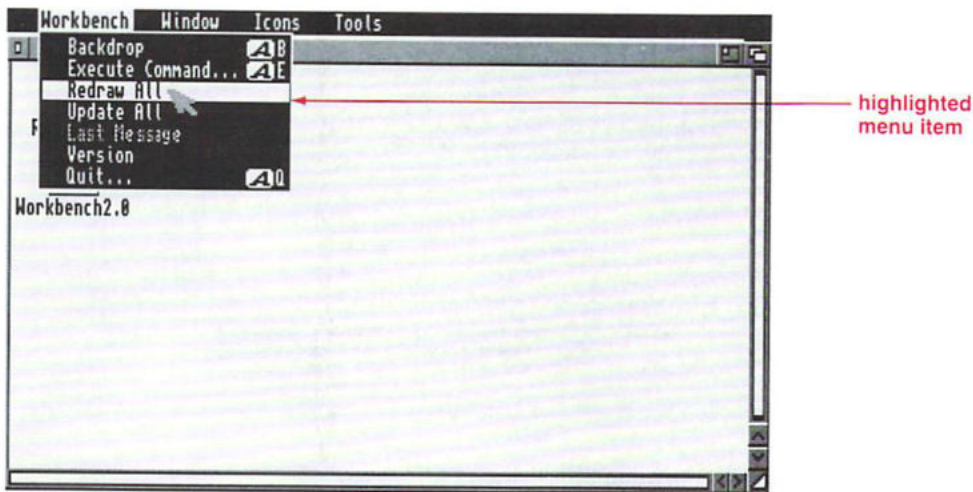 Workbench Window Icons Tools
Backdrop A B
Execute Command... A E
Redraw All
Update All
Last Message
Version
Quit... A Q
Workbench2.0
highlighted
menu item